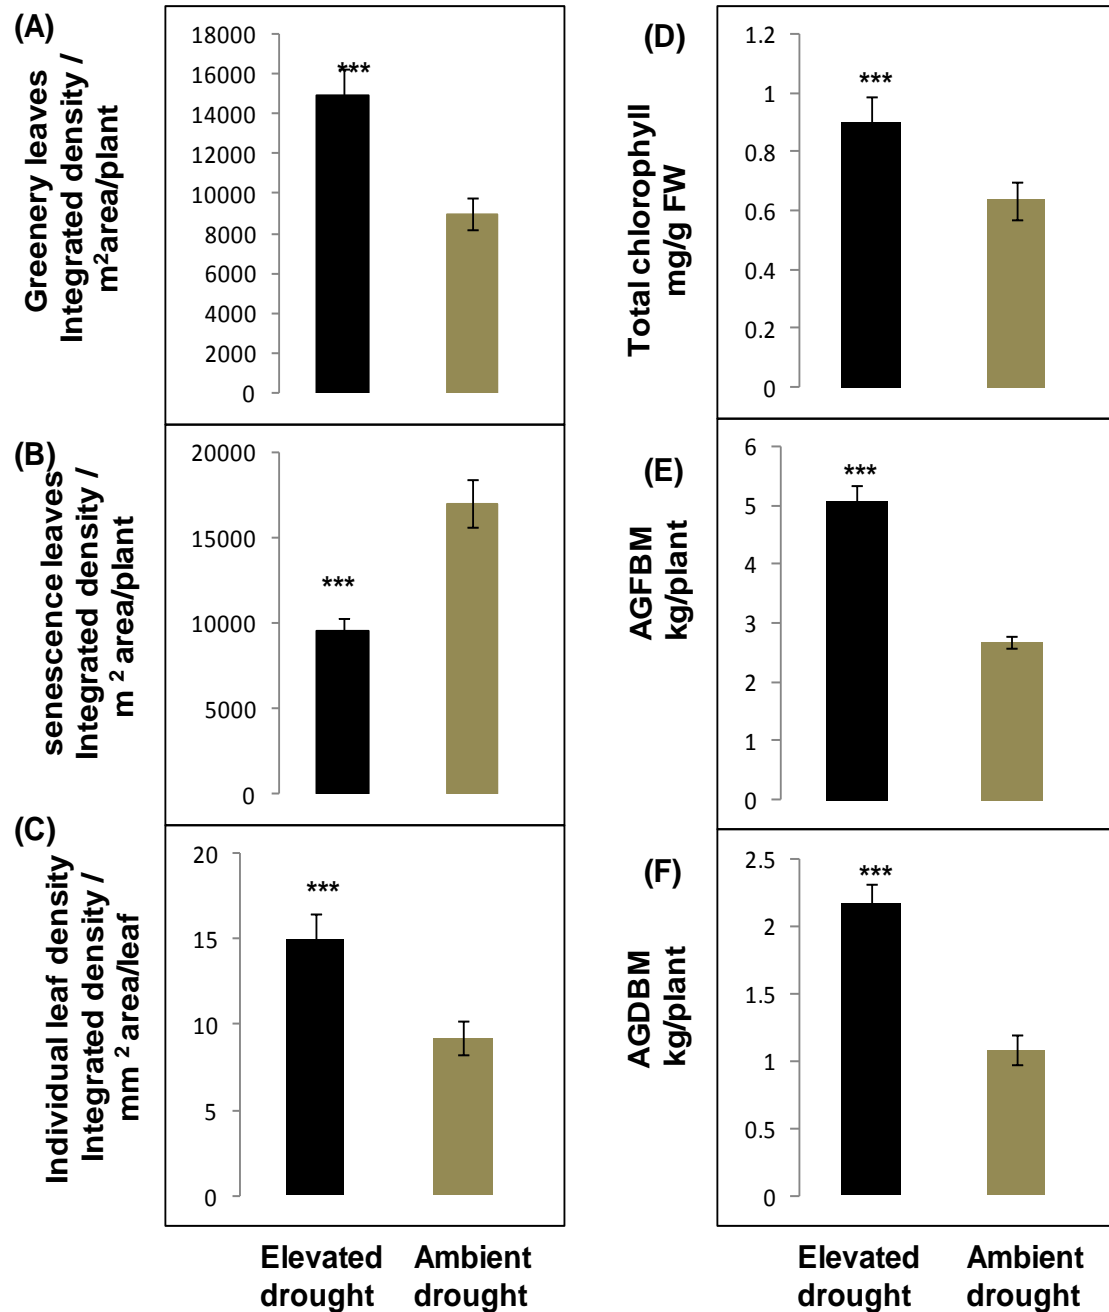 (A)
Greenery leaves
Integrated density /
m²area/plant
18000
16000
14000
12000
10000
8000
6000
4000
2000
0
***
(B)
senescence leaves
Integrated density /
m ² area/plant
20000
15000
10000
5000
0
***
(C)
Individual leaf density
Integrated density /
mm ² area/leaf
20
15
10
5
0
***
Elevated drought
Ambient drought
(D)
Total chlorophyll
mg/g FW
1.2
1
0.8
0.6
0.4
0.2
0
***
(E)
AGFBM
kg/plant
6
5
4
3
2
1
0
***
(F)
AGDBM
kg/plant
2.5
2
1.5
1
0.5
0
***
Elevated drought
Ambient drought